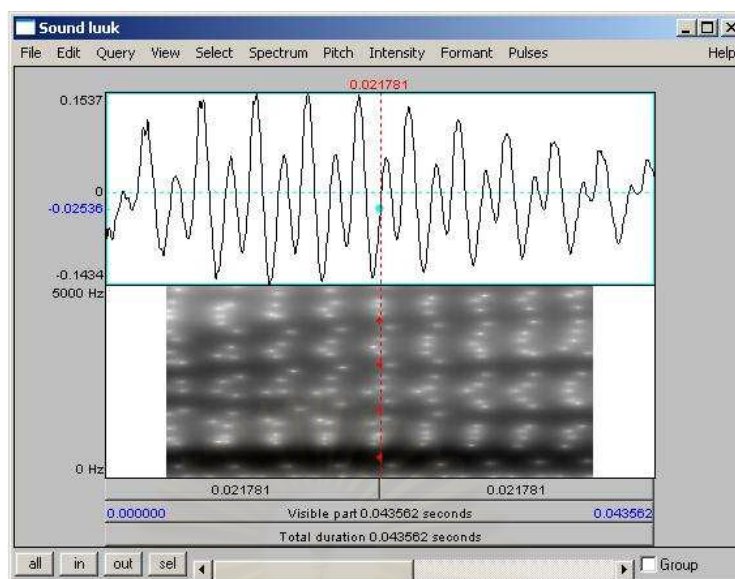 Sound luuk
File Edit Query View Select Spectrum Pitch Intensity Formant Pulses Help
0.021781
0.1537
0
-0.02536
-0.1434
5000 Hz
0 Hz
0.021781 0.021781
0.000000 Visible part 0.043562 seconds 0.043562
Total duration 0.043562 seconds
all in out sel Group